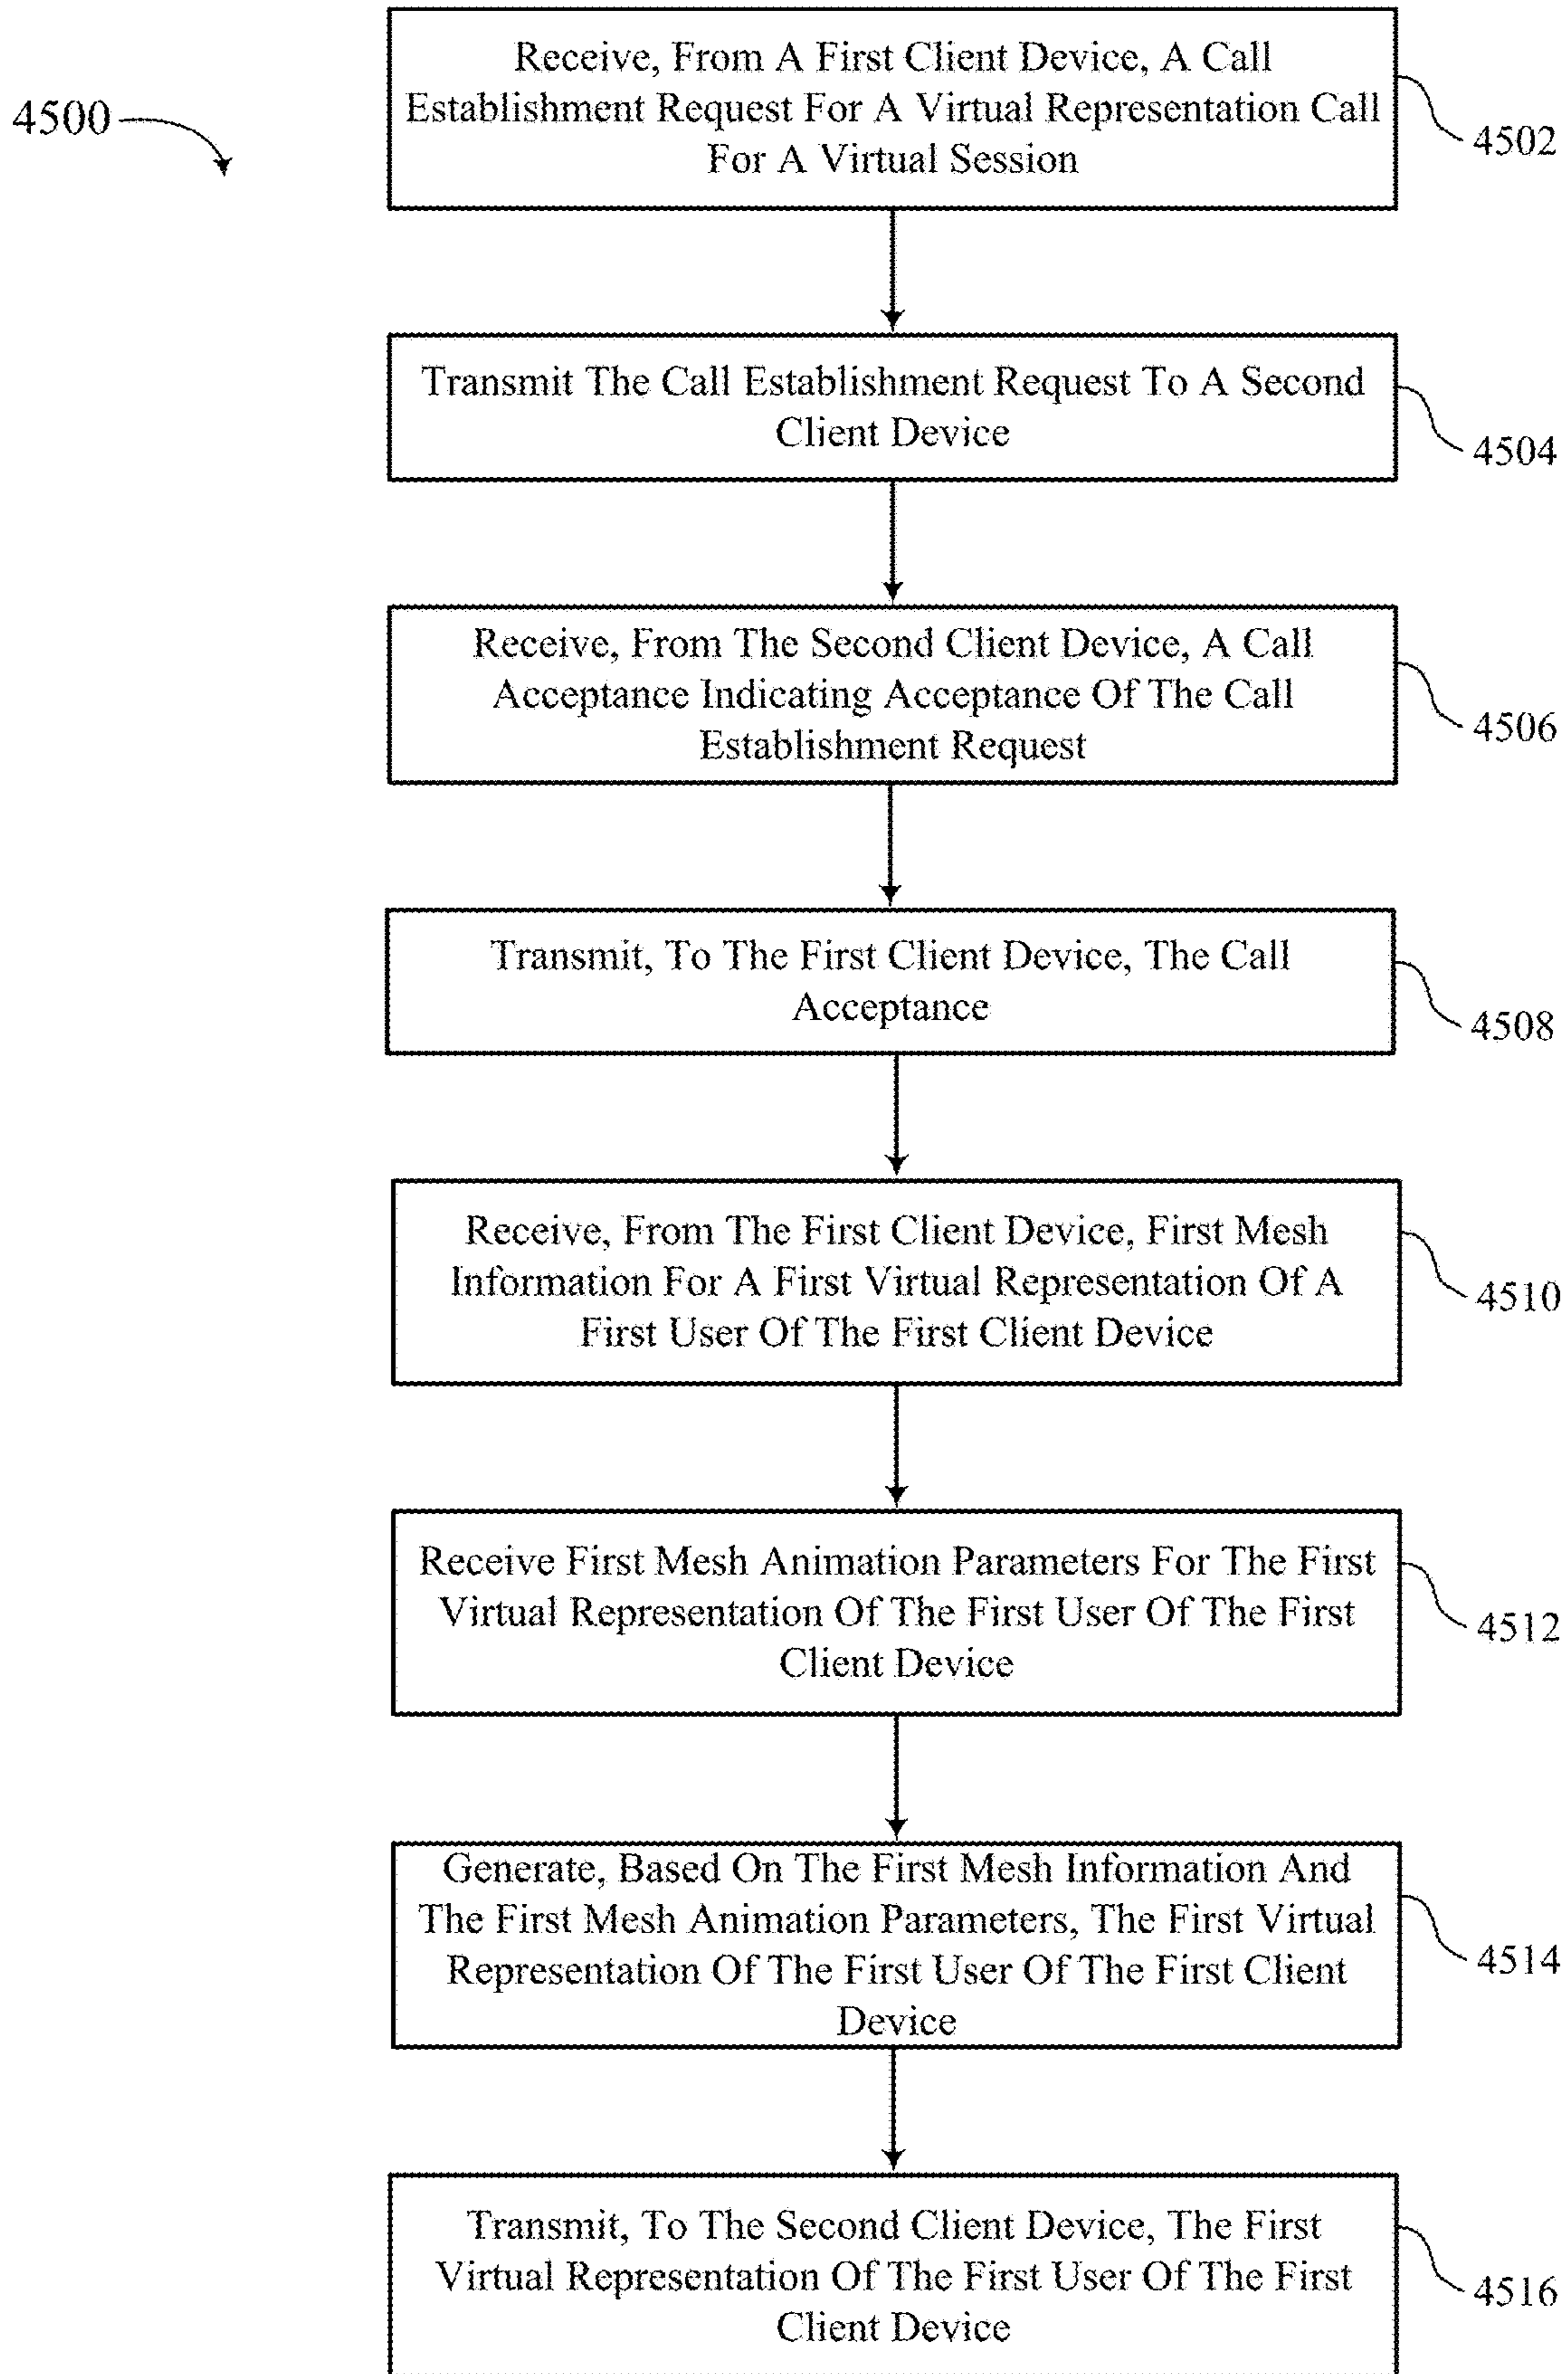 4500
Receive, From A First Client Device, A Call
Establishment Request For A Virtual Representation Call
For A Virtual Session
4502
Transmit The Call Establishment Request To A Second
Client Device
4504
Receive, From The Second Client Device, A Call
Acceptance Indicating Acceptance Of The Call
Establishment Request
4506
Transmit, To The First Client Device, The Call
Acceptance
4508
Receive, From The First Client Device, First Mesh
Information For A First Virtual Representation Of A
First User Of The First Client Device
4510
Receive First Mesh Animation Parameters For The First
Virtual Representation Of The First User Of The First
Client Device
4512
Generate, Based On The First Mesh Information And
The First Mesh Animation Parameters, The First Virtual
Representation Of The First User Of The First Client
Device
4514
Transmit, To The Second Client Device, The First
Virtual Representation Of The First User Of The First
Client Device
4516